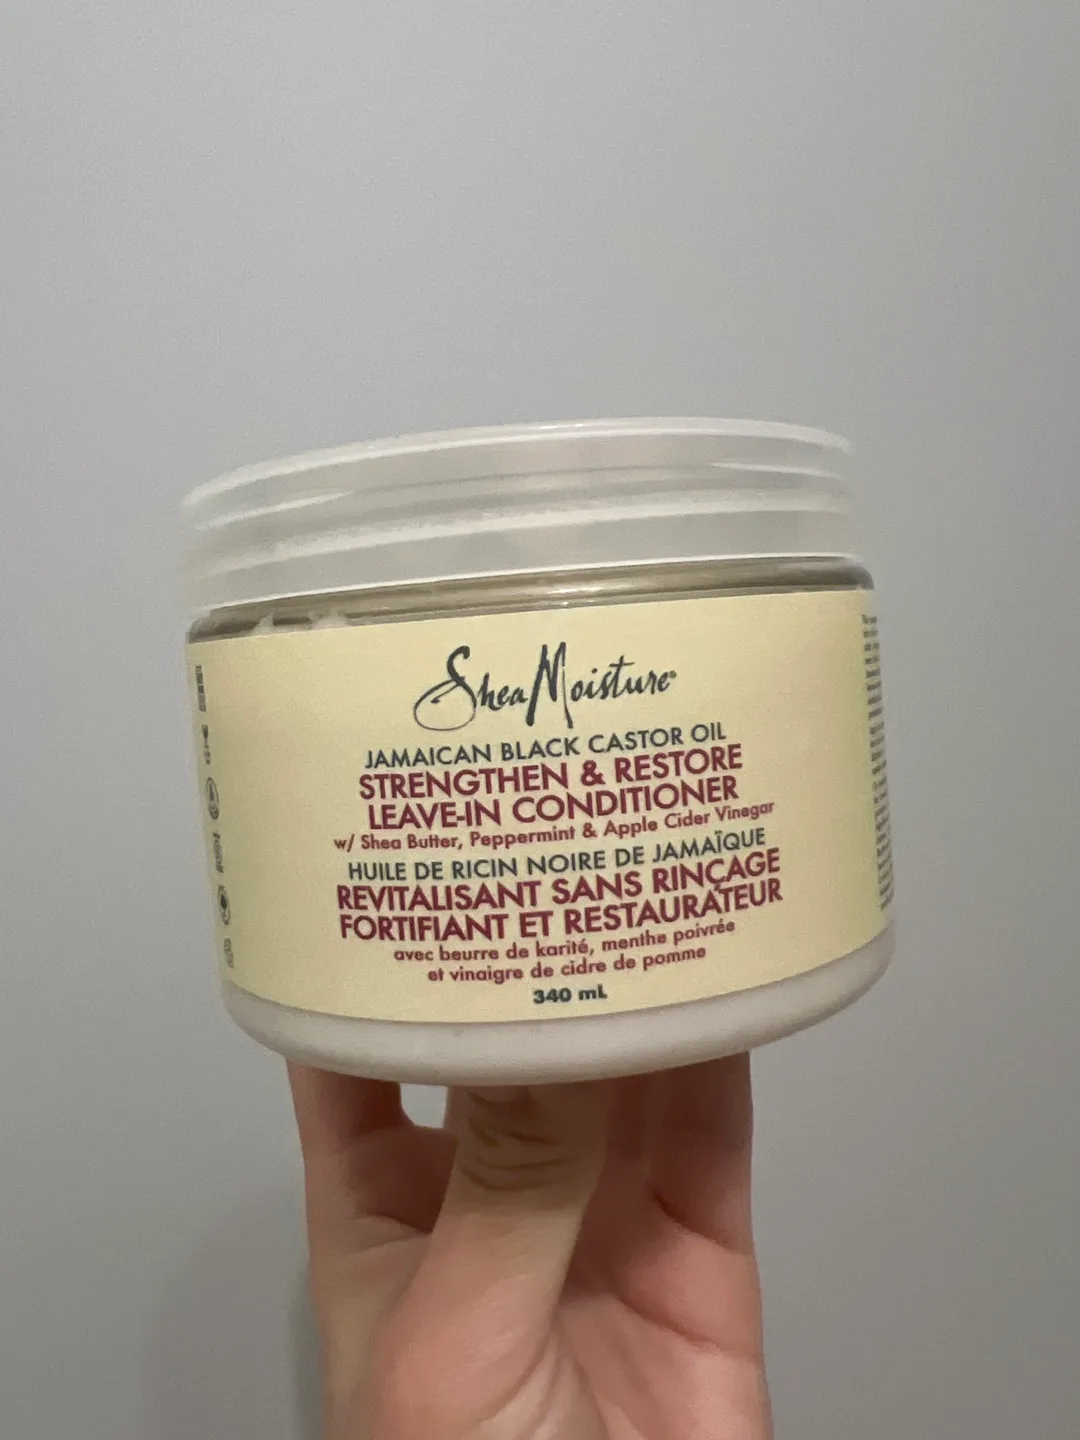 SheaMoisture®
JAMAICAN BLACK CASTOR OIL
STRENGTHEN & RESTORE
LEAVE-IN CONDITIONER
w/ Shea Butter, Peppermint & Apple Cider Vinegar
HUILE DE RICIN NOIRE DE JAMAÏQUE
REVITALISANT SANS RINÇAGE
FORTIFIANT ET RESTAURATEUR
avec beurre de karité, menthe poivrée
et vinaigre de cidre de pomme
340 mL